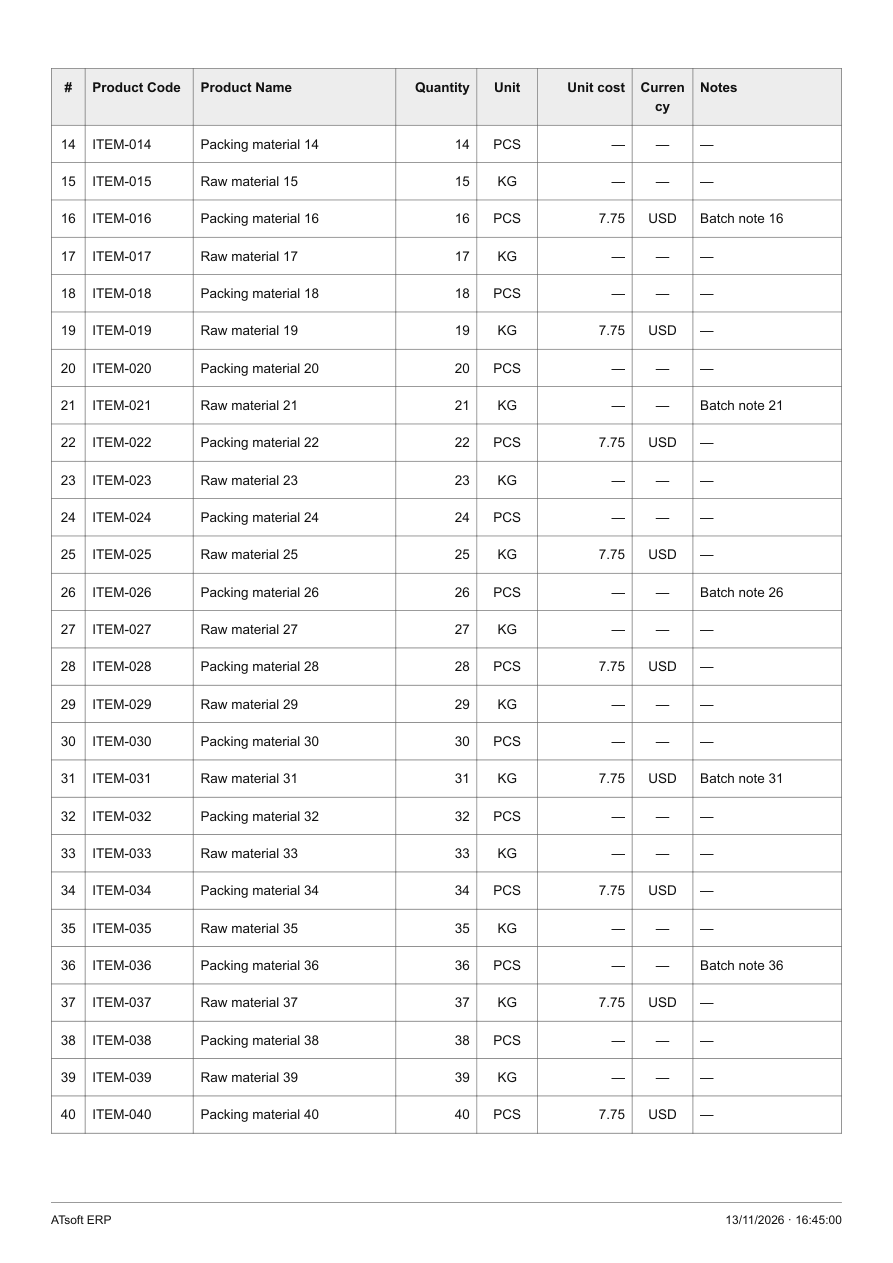 # Product Code Product Name Quantity Unit Unit cost Curren Notes
cy
14 ITEM-014 Packing material 14 14 PCS — — —
15 ITEM-015 Raw material 15 15 KG — — —
16 ITEM-016 Packing material 16 16 PCS 7.75 USD Batch note 16
17 ITEM-017 Raw material 17 17 KG — — —
18 ITEM-018 Packing material 18 18 PCS — — —
19 ITEM-019 Raw material 19 19 KG 7.75 USD —
20 ITEM-020 Packing material 20 20 PCS — — —
21 ITEM-021 Raw material 21 21 KG — — Batch note 21
22 ITEM-022 Packing material 22 22 PCS 7.75 USD —
23 ITEM-023 Raw material 23 23 KG — — —
24 ITEM-024 Packing material 24 24 PCS — — —
25 ITEM-025 Raw material 25 25 KG 7.75 USD —
26 ITEM-026 Packing material 26 26 PCS — — Batch note 26
27 ITEM-027 Raw material 27 27 KG — — —
28 ITEM-028 Packing material 28 28 PCS 7.75 USD —
29 ITEM-029 Raw material 29 29 KG — — —
30 ITEM-030 Packing material 30 30 PCS — — —
31 ITEM-031 Raw material 31 31 KG 7.75 USD Batch note 31
32 ITEM-032 Packing material 32 32 PCS — — —
33 ITEM-033 Raw material 33 33 KG — — —
34 ITEM-034 Packing material 34 34 PCS 7.75 USD —
35 ITEM-035 Raw material 35 35 KG — — —
36 ITEM-036 Packing material 36 36 PCS — — Batch note 36
37 ITEM-037 Raw material 37 37 KG 7.75 USD —
38 ITEM-038 Packing material 38 38 PCS — — —
39 ITEM-039 Raw material 39 39 KG — — —
40 ITEM-040 Packing material 40 40 PCS 7.75 USD —
ATsoft ERP 13/11/2026 · 16:45:00